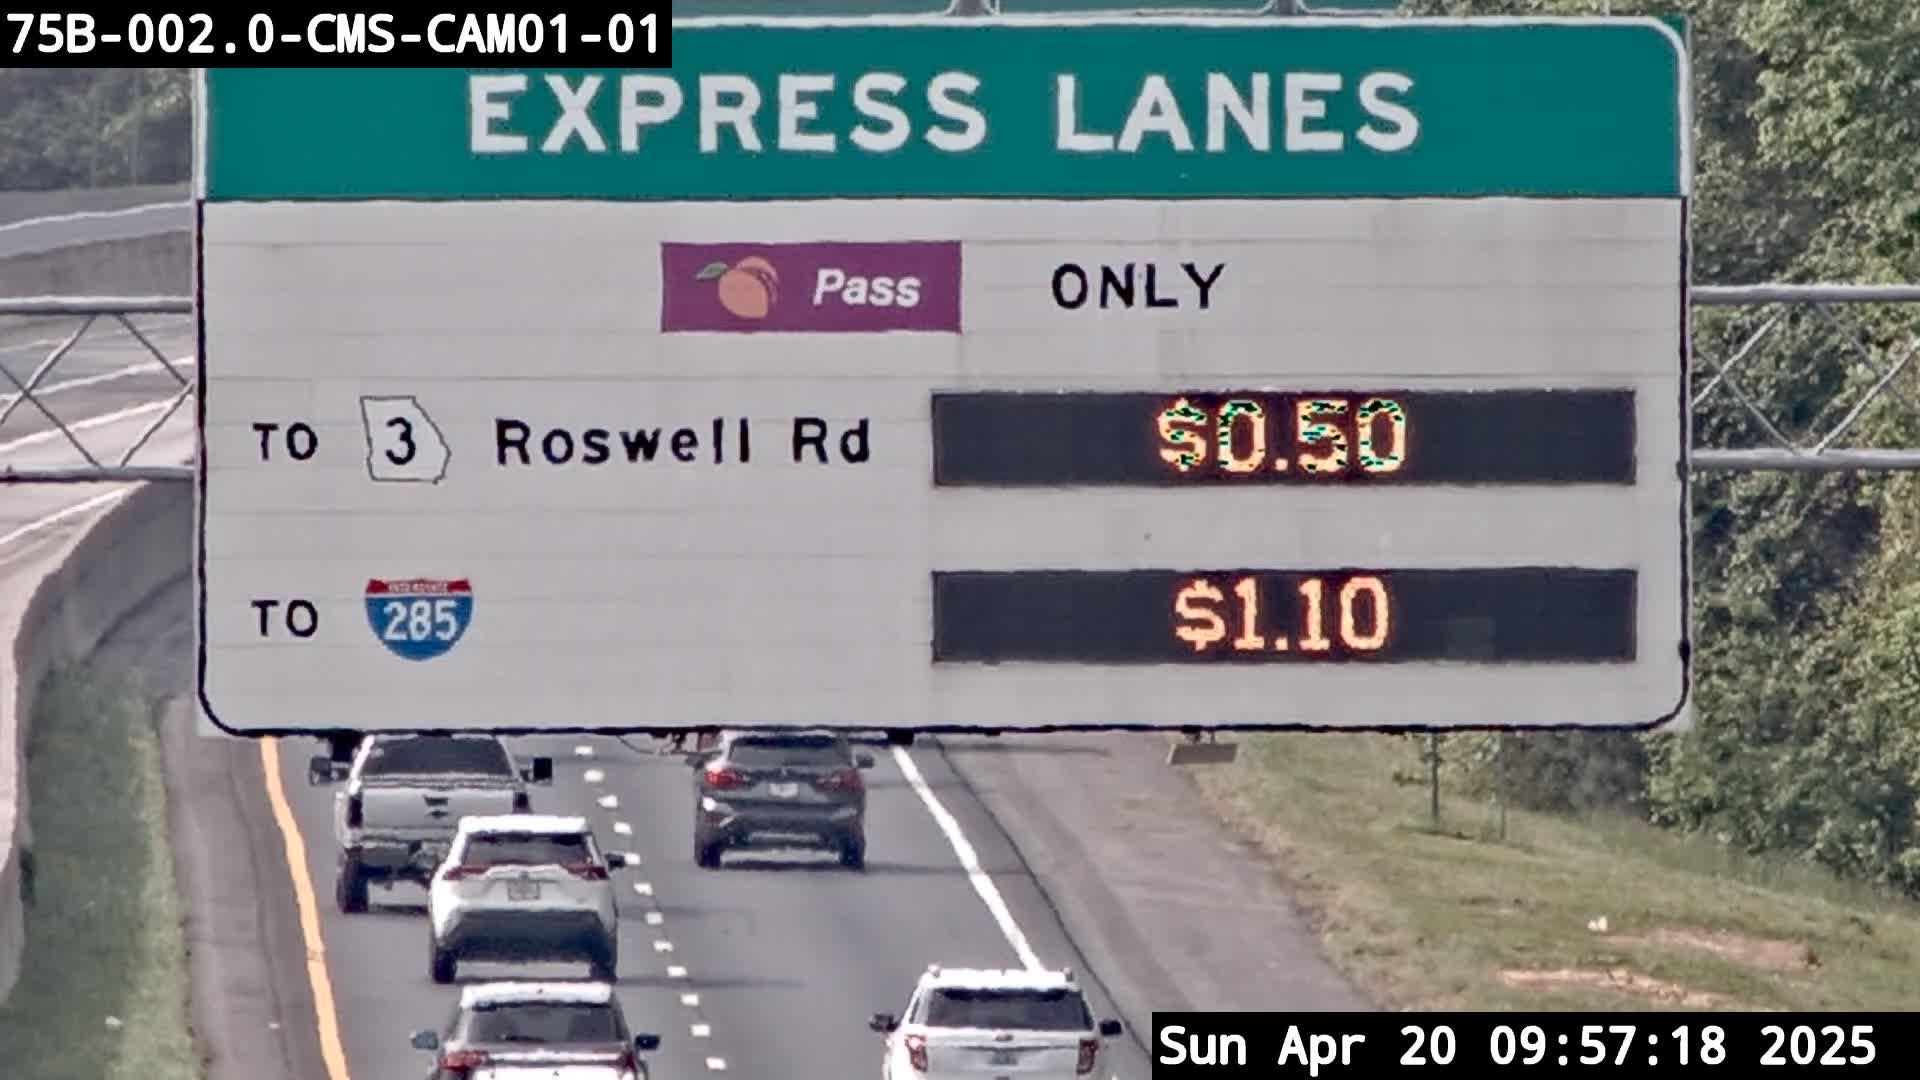 75B-002.0-CMS-CAM01-01
EXPRESS LANES
Pass ONLY
TO 3 Roswell Rd $0.50
TO 285 $1.10
Sun Apr 20 09:57:18 2025